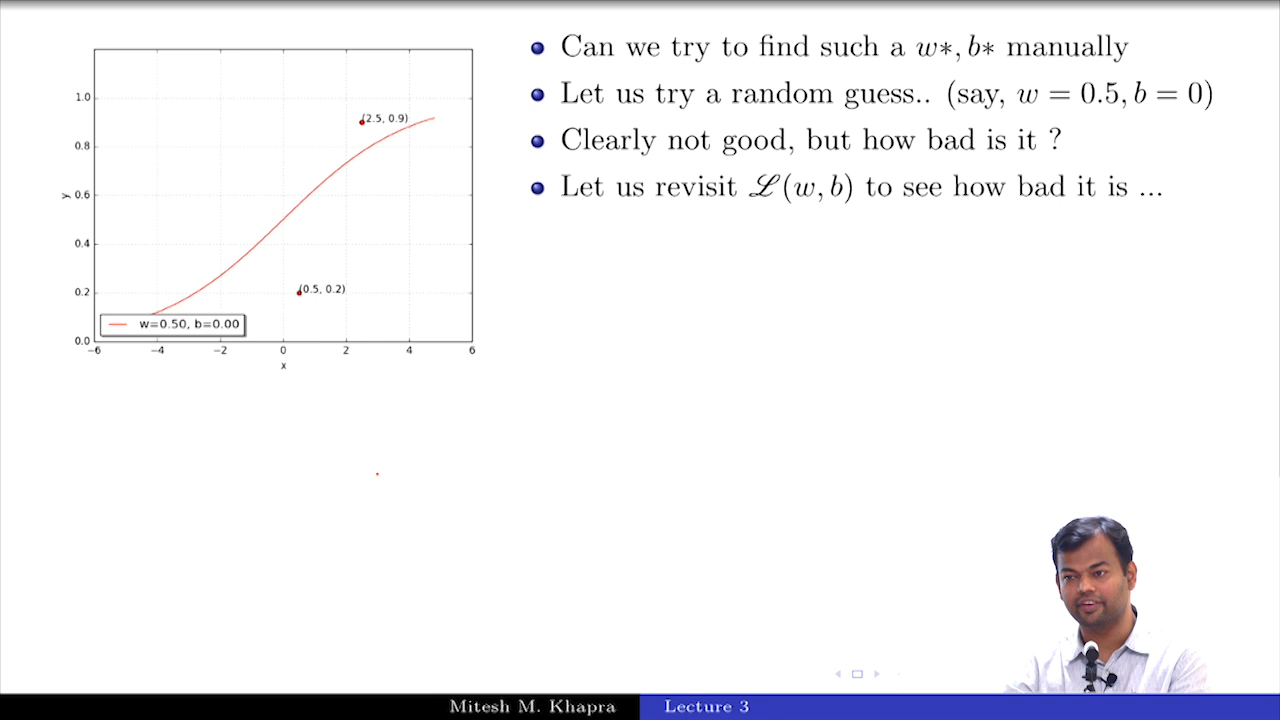 Can we try to find such a w∗, b∗ manually
Let us try a random guess.. (say, w = 0.5, b = 0)
Clearly not good, but how bad is it ?
Let us revisit ℒ(w, b) to see how bad it is ...
1.0
0.8
0.6
0.4
0.2
0.0
y
−6
−4
−2
0
2
4
6
x
(2.5, 0.9)
(0.5, 0.2)
w=0.50, b=0.00
Mitesh M. Khapra
Lecture 3